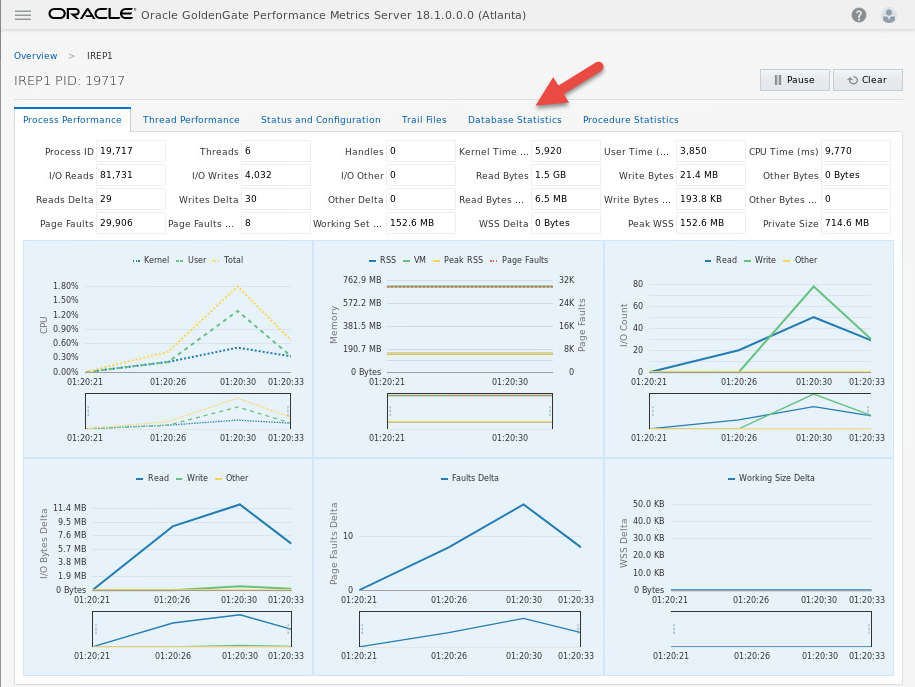 ORACLE® Oracle GoldenGate Performance Metrics Server 18.1.0.0.0 (Atlanta) ?
Overview > IREP1
IREP1 PID: 19717 Pause Clear
Process Performance Thread Performance Status and Configuration Trail Files Database Statistics Procedure Statistics
Process ID 19,717 Threads 6 Handles 0 Kernel Time ... 5,920 User Time (... 3,850 CPU Time (ms) 9,770
I/O Reads 81,731 I/O Writes 4,032 I/O Other 0 Read Bytes 1.5 GB Write Bytes 21.4 MB Other Bytes 0 Bytes
Reads Delta 29 Writes Delta 30 Other Delta 0 Read Bytes ... 6.5 MB Write Bytes ... 193.8 KB Other Bytes ... 0
Page Faults 29,906 Page Faults ... 8 Working Set ... 152.6 MB WSS Delta 0 Bytes Peak WSS 152.6 MB Private Size 714.6 MB
Kernel User Total
CPU
1.80%
1.50%
1.20%
0.90%
0.60%
0.30%
0.00%
01:20:21 01:20:26 01:20:30 01:20:33
01:20:21 01:20:26 01:20:30 01:20:33
RSS VM Peak RSS Page Faults
Memory
762.9 MB 32K
572.2 MB 24K
381.5 MB 16K
190.7 MB 8K
0 Bytes 0
Page Faults
01:20:21 01:20:30
01:20:21 01:20:30
Read Write Other
I/O Count
80
60
40
20
0
01:20:21 01:20:26 01:20:30 01:20:33
01:20:21 01:20:26 01:20:30 01:20:33
Read Write Other
I/O Bytes Delta
11.4 MB
9.5 MB
7.6 MB
5.7 MB
3.8 MB
1.9 MB
0 Bytes
01:20:21 01:20:26 01:20:30 01:20:33
01:20:21 01:20:26 01:20:30 01:20:33
Faults Delta
Page Faults Delta
10
0
01:20:21 01:20:26 01:20:30 01:20:33
01:20:21 01:20:26 01:20:30 01:20:33
Working Size Delta
WSS Delta
50.0 KB
40.0 KB
30.0 KB
20.0 KB
10.0 KB
0 Bytes
01:20:21 01:20:26 01:20:30 01:20:33
01:20:21 01:20:26 01:20:30 01:20:33